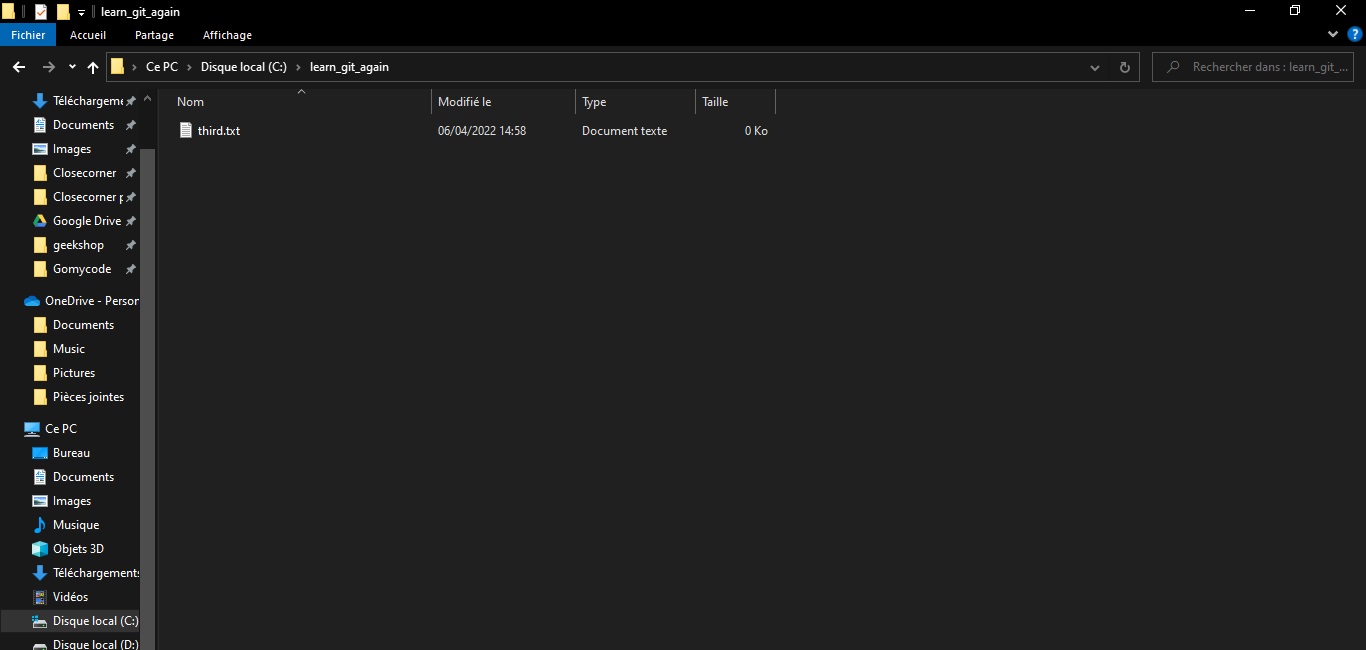 learn_git_again
Fichier Accueil Partage Affichage
Ce PC Disque local (C:) learn_git_again
Rechercher dans : learn_git_...
Nom Modifié le Type Taille
third.txt 06/04/2022 14:58 Document texte 0 Ko
Téléchargeme
Documents
Images
Closecorner
Closecorner p
Google Drive
geekshop
Gomycode
OneDrive - Person
Documents
Music
Pictures
Pièces jointes
Ce PC
Bureau
Documents
Images
Musique
Objets 3D
Téléchargements
Vidéos
Disque local (C:)
Disque local (D:)